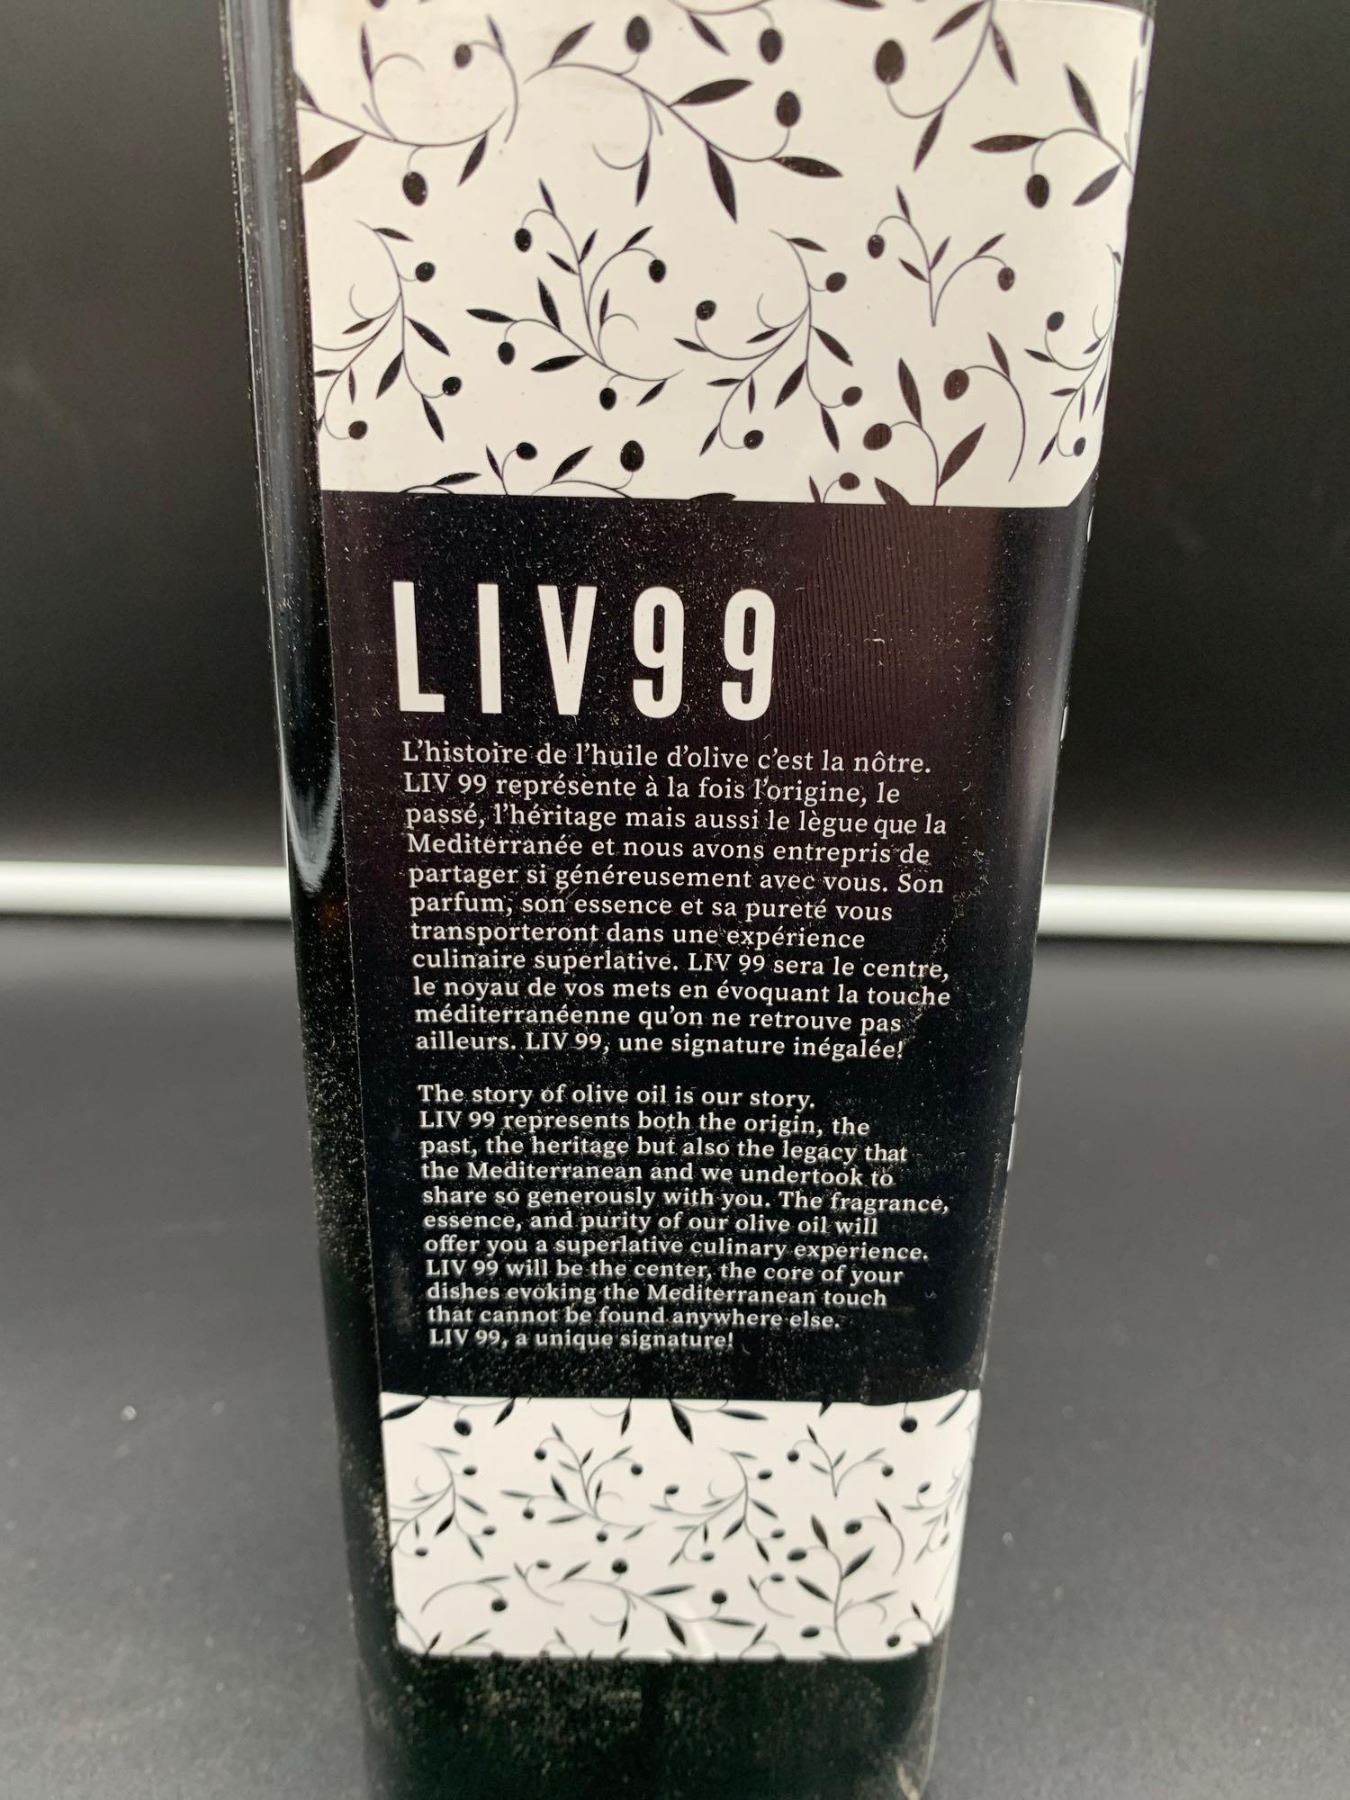 LIV99
L'histoire de l'huile d'olive c'est la nôtre.
LIV 99 représente à la fois l'origine, le
passé, l'héritage mais aussi le lègue que la
Mediterranée et nous avons entrepris de
partager si généreusement avec vous. Son
parfum, son essence et sa pureté vous
transporteront dans une expérience
culinaire superlative. LIV 99 sera le centre,
le noyau de vos mets en évoquant la touche
méditerranéenne qu'on ne retrouve pas
ailleurs. LIV 99, une signature inégalée!
The story of olive oil is our story.
LIV 99 represents both the origin, the
past, the heritage but also the legacy that
the Mediterranean and we undertook to
share so generously with you. The fragrance,
essence, and purity of our olive oil will
offer you a superlative culinary experience.
LIV 99 will be the center, the core of your
dishes evoking the Mediterranean touch
that cannot be found anywhere else.
LIV 99, a unique signature!